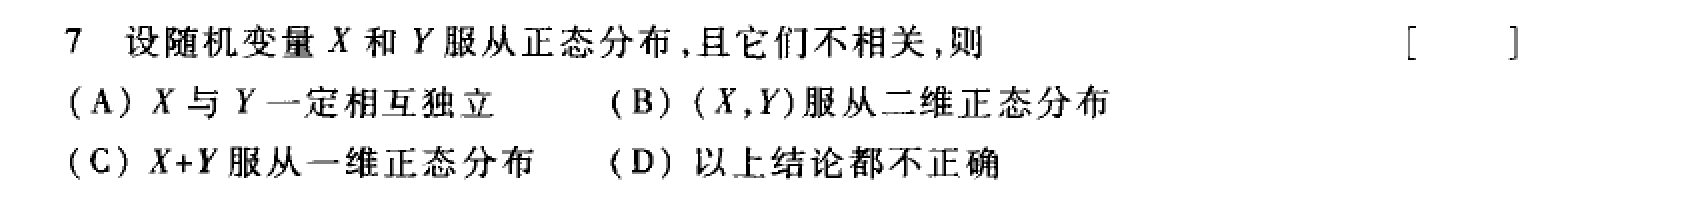 7 设随机变量 X 和 Y 服从正态分布,且它们不相关,则 [ ]
(A) X 与 Y 一定相互独立 (B) (X,Y)服从二维正态分布
(C) X+Y 服从一维正态分布 (D) 以上结论都不正确